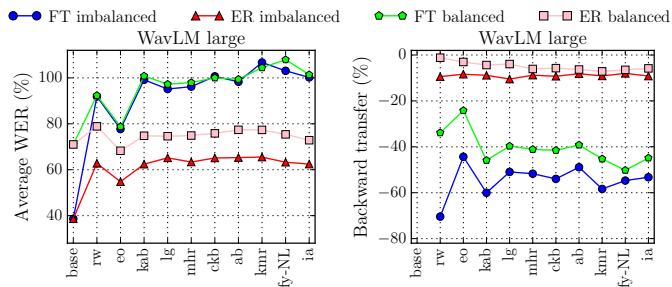 FT imbalanced ER imbalanced FT balanced ER balanced
WavLM large
Average WER (%)
100
80
60
40
base rw eo kab lg mhr ckb ab kmr fy-NL ia
WavLM large
Backward transfer (%)
0
−20
−40
−60
−80
base rw eo kab lg mhr ckb ab kmr fy-NL ia